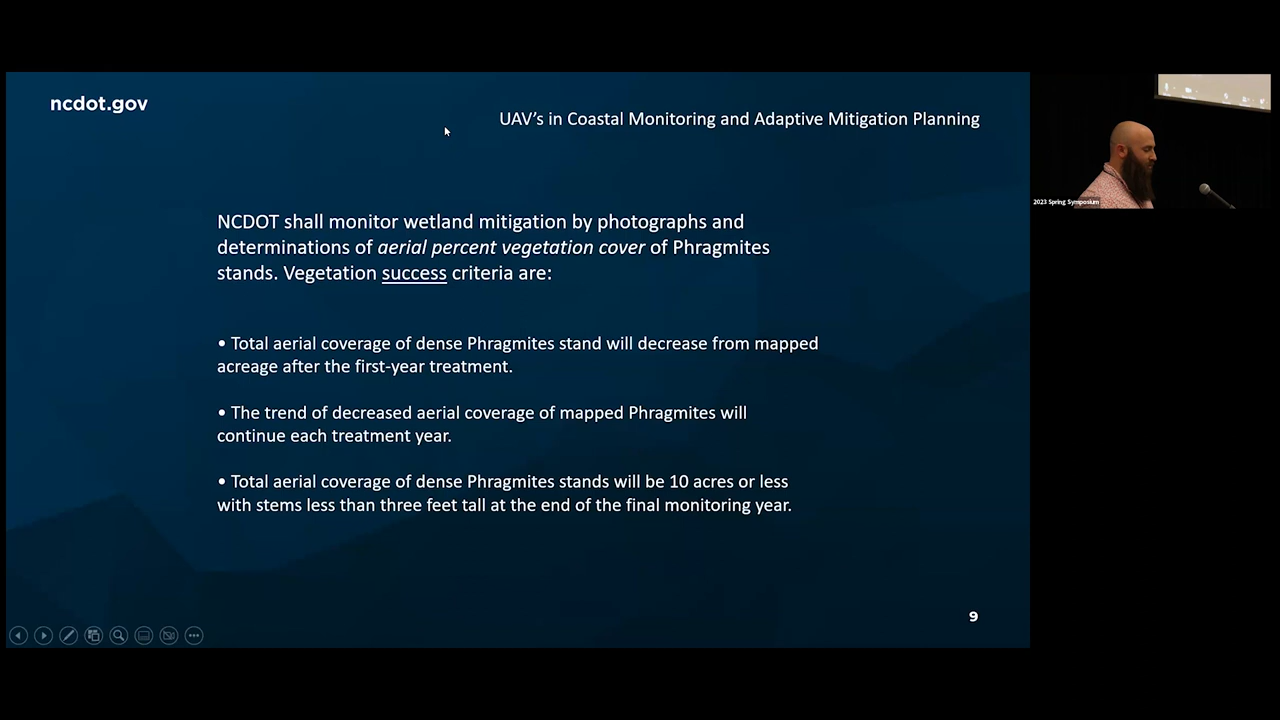 ncdot.gov
UAV's in Coastal Monitoring and Adaptive Mitigation Planning
NCDOT shall monitor wetland mitigation by photographs and
determinations of aerial percent vegetation cover of Phragmites
stands. Vegetation success criteria are:
• Total aerial coverage of dense Phragmites stand will decrease from mapped
acreage after the first-year treatment.
• The trend of decreased aerial coverage of mapped Phragmites will
continue each treatment year.
• Total aerial coverage of dense Phragmites stands will be 10 acres or less
with stems less than three feet tall at the end of the final monitoring year.
9
2023 Spring Symposium